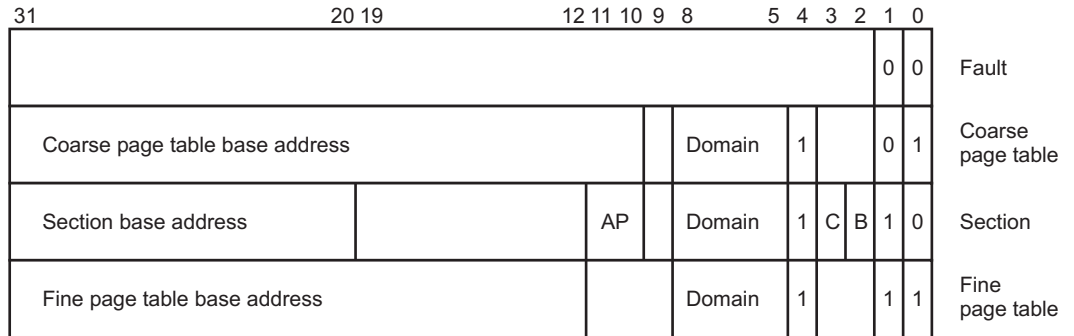 31 20 19 12 11 10 9 8 5 4 3 2 1 0
0 0 Fault
Coarse page table base address Domain 1 0 1 Coarse
page table
Section base address AP Domain 1 C B 1 0 Section
Fine page table base address Domain 1 1 1 Fine
page table